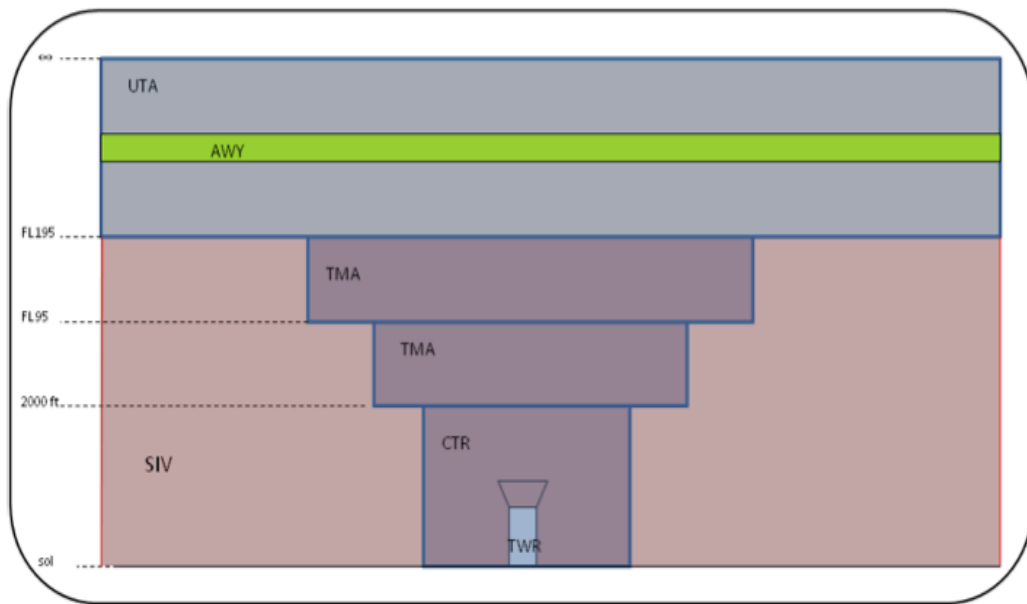 ∞
UTA
AWY
FL195
TMA
FL95
TMA
2000 ft
CTR
SIV
TWR
sol